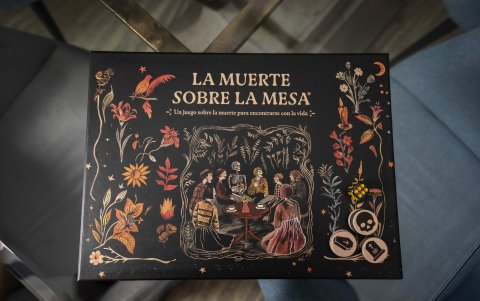 LA MUERTE
SOBRE LA MESA®
Un juego sobre la muerte para encontrarse con la vida